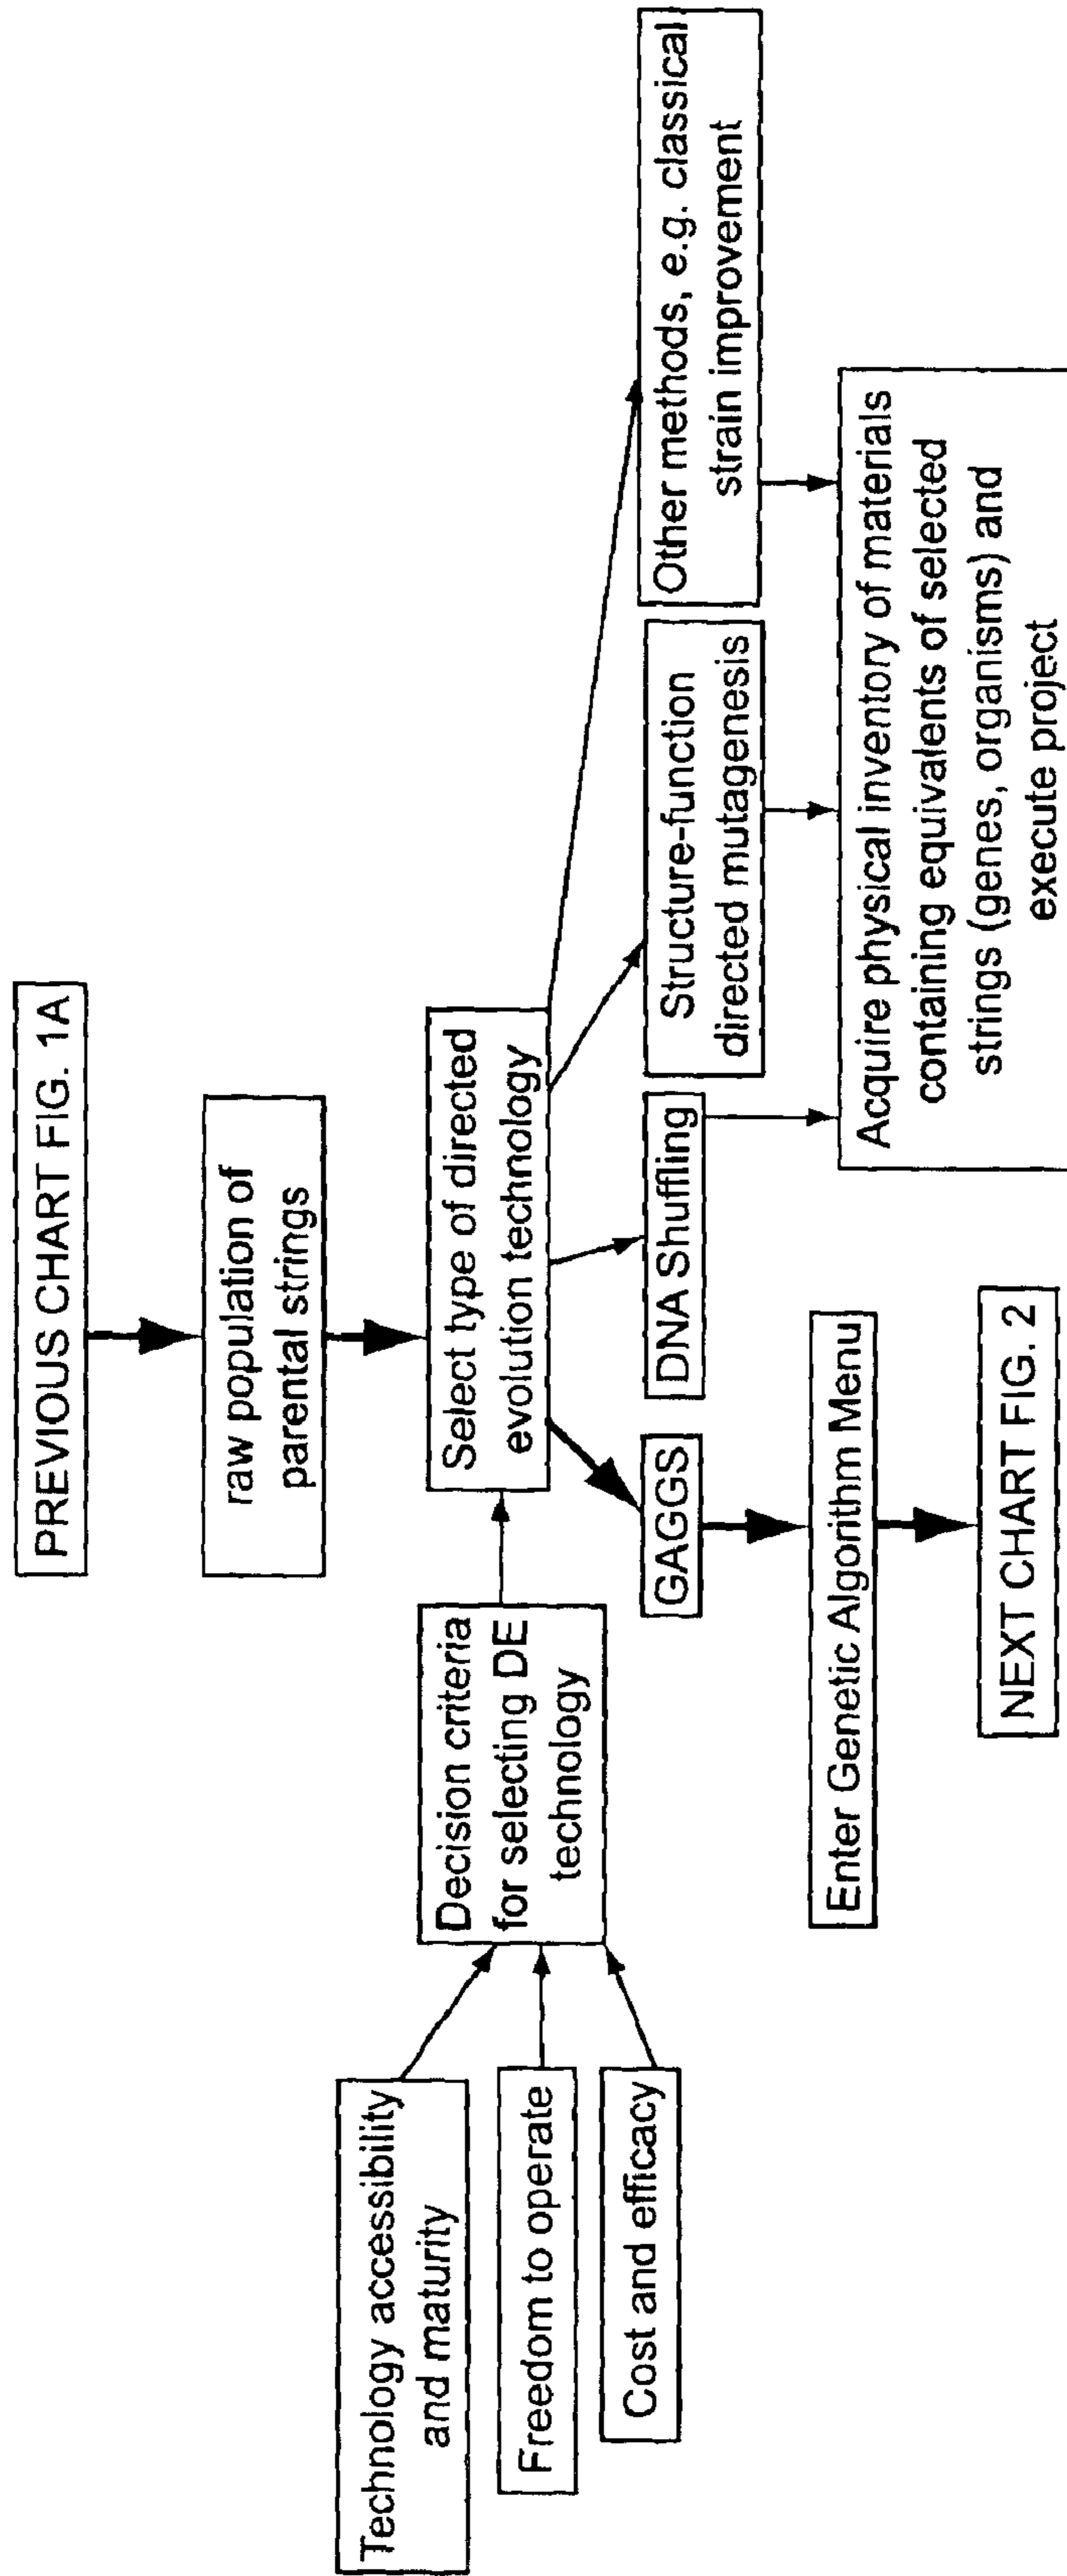 PREVIOUS CHART FIG. 1A
raw population of
parental strings
Technology accessibility
and maturity
Freedom to operate
Cost and efficacy
Decision criteria
for selecting DE
technology
Select type of directed
evolution technology
GAGGS
DNA Shuffling
Structure-function
directed mutagenesis
Other methods, e.g. classical
strain improvement
Enter Genetic Algorithm Menu
Acquire physical inventory of materials
containing equivalents of selected
strings (genes, organisms) and
execute project
NEXT CHART FIG. 2